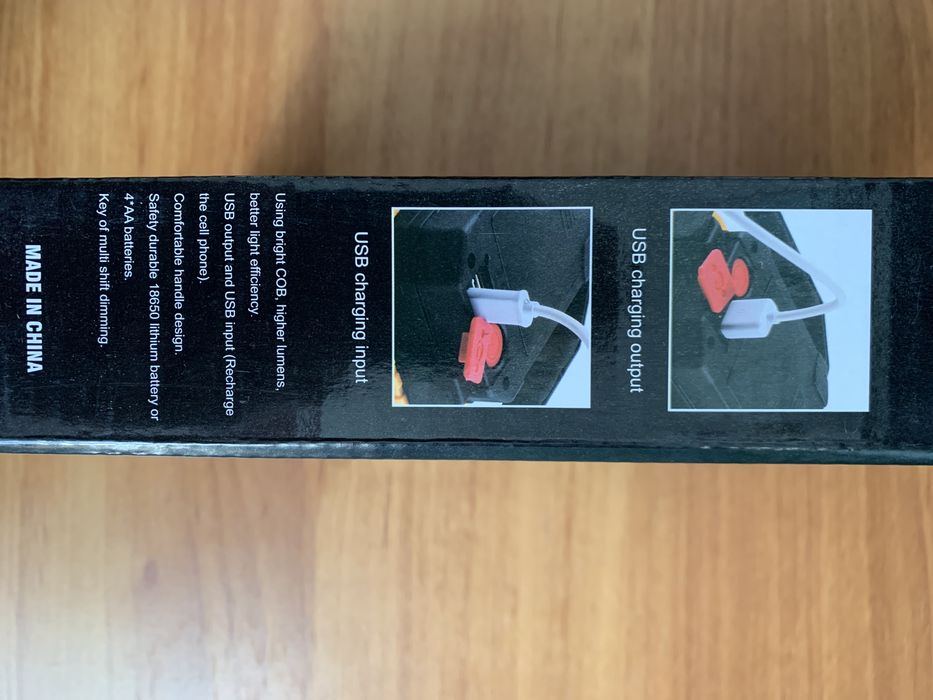 USB charging output
USB charging input
Using bright COB, higher lumens,
better light efficiency.
USB output and USB input (Recharge
the cell phone).
Comfortable handle design.
Safety durable 18650 lithium battery or
4*AA batteries.
Key of multi shift dimming.
MADE IN CHINA